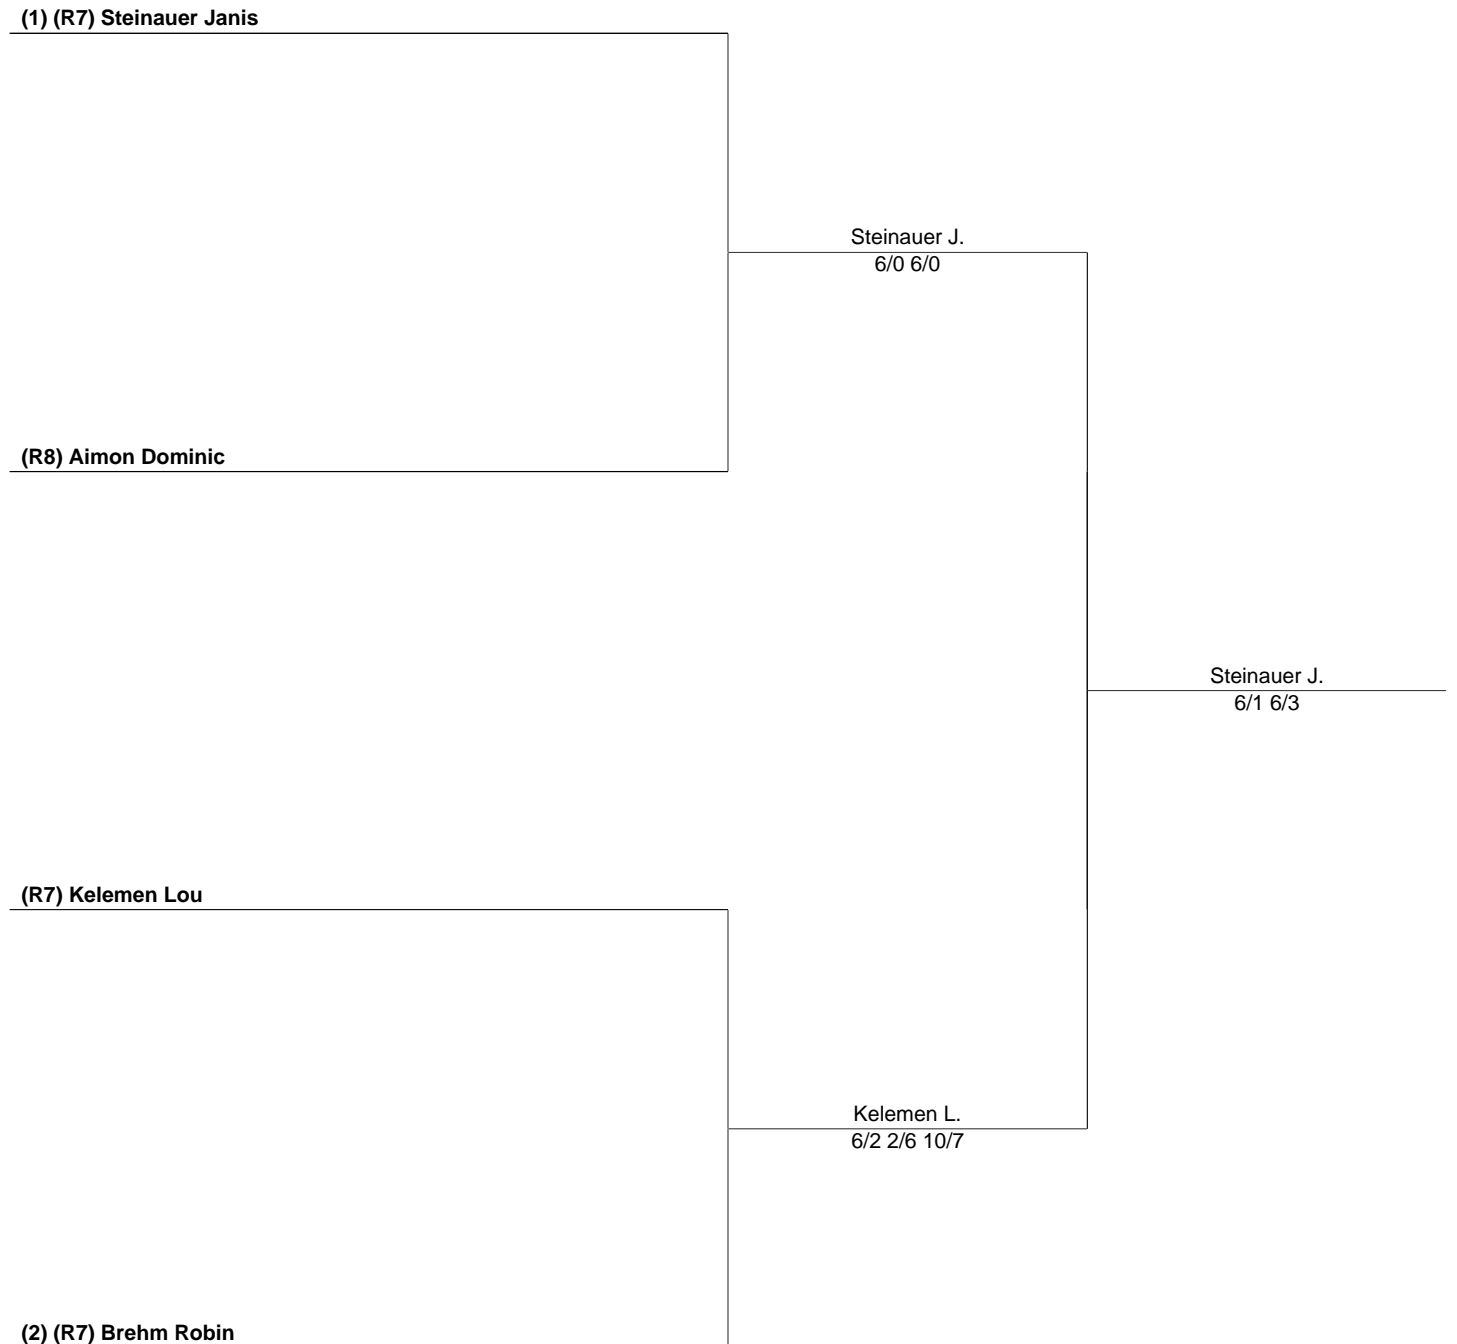 (1) (R7) Steinauer Janis
Steinauer J.
6/0 6/0
(R8) Aimon Dominic
Steinauer J.
6/1 6/3
(R7) Kelemen Lou
Kelemen L.
6/2 2/6 10/7
(2) (R7) Brehm Robin